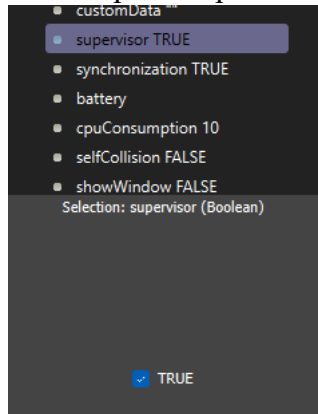 customData ""
supervisor TRUE
synchronization TRUE
battery
cpuConsumption 10
selfCollision FALSE
showWindow FALSE
Selection: supervisor (Boolean)
TRUE